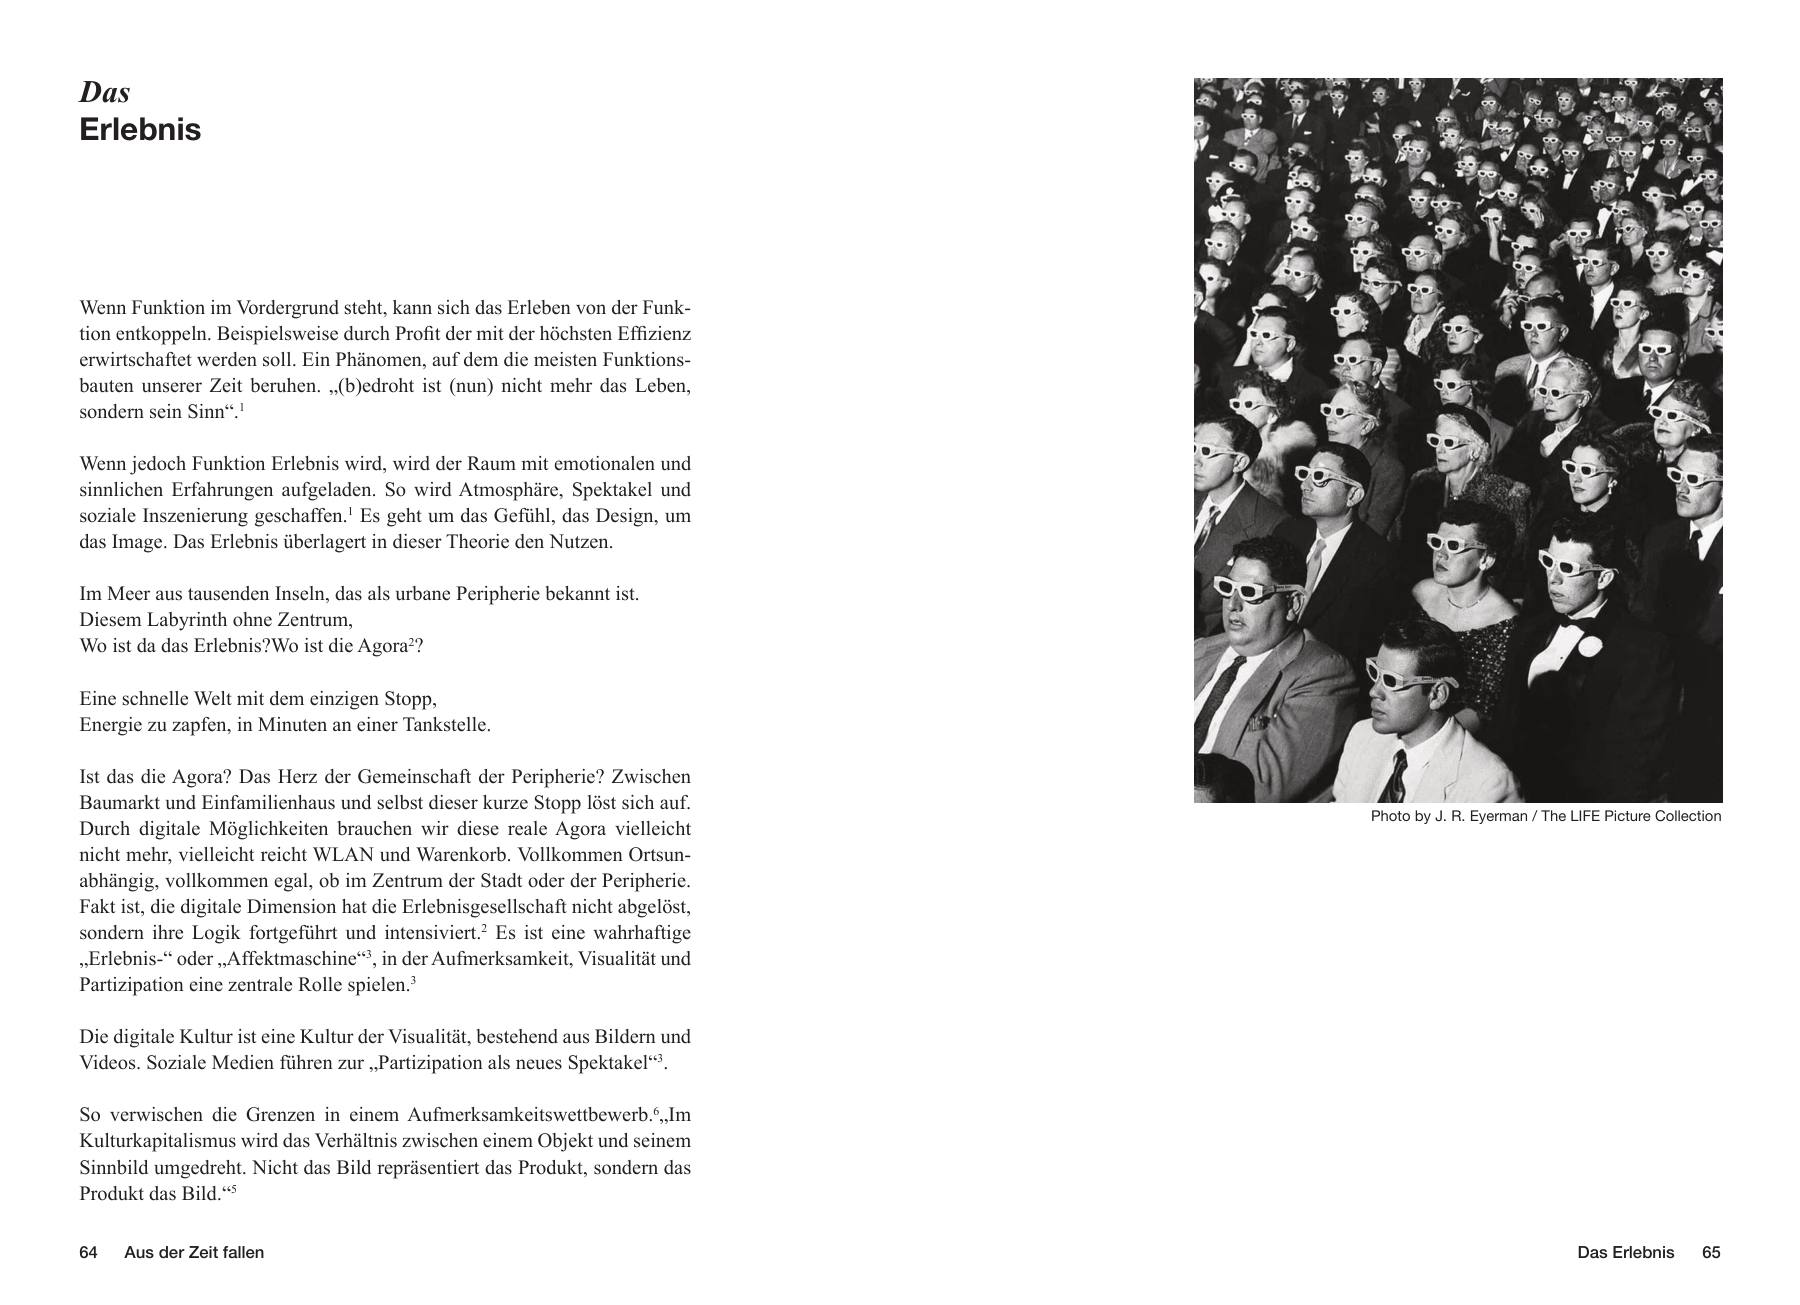 Das
Erlebnis
Wenn Funktion im Vordergrund steht, kann sich das Erleben von der Funk-
tion entkoppeln. Beispielsweise durch Profit der mit der höchsten Effizienz
erwirtschaftet werden soll. Ein Phänomen, auf dem die meisten Funktions-
bauten unserer Zeit beruhen. „(b)edroht ist (nun) nicht mehr das Leben,
sondern sein Sinn“.¹
Wenn jedoch Funktion Erlebnis wird, wird der Raum mit emotionalen und
sinnlichen Erfahrungen aufgeladen. So wird Atmosphäre, Spektakel und
soziale Inszenierung geschaffen.¹ Es geht um das Gefühl, das Design, um
das Image. Das Erlebnis überlagert in dieser Theorie den Nutzen.
Im Meer aus tausenden Inseln, das als urbane Peripherie bekannt ist.
Diesem Labyrinth ohne Zentrum,
Wo ist da das Erlebnis?Wo ist die Agora²?
Eine schnelle Welt mit dem einzigen Stopp,
Energie zu zapfen, in Minuten an einer Tankstelle.
Ist das die Agora? Das Herz der Gemeinschaft der Peripherie? Zwischen
Baumarkt und Einfamilienhaus und selbst dieser kurze Stopp löst sich auf.
Durch digitale Möglichkeiten brauchen wir diese reale Agora vielleicht
nicht mehr, vielleicht reicht WLAN und Warenkorb. Vollkommen Ortsun-
abhängig, vollkommen egal, ob im Zentrum der Stadt oder der Peripherie.
Fakt ist, die digitale Dimension hat die Erlebnisgesellschaft nicht abgelöst,
sondern ihre Logik fortgeführt und intensiviert.² Es ist eine wahrhaftige
„Erlebnis-“ oder „Affektmaschine“³, in der Aufmerksamkeit, Visualität und
Partizipation eine zentrale Rolle spielen.³
Die digitale Kultur ist eine Kultur der Visualität, bestehend aus Bildern und
Videos. Soziale Medien führen zur „Partizipation als neues Spektakel“³.
So verwischen die Grenzen in einem Aufmerksamkeitswettbewerb.⁶„Im
Kulturkapitalismus wird das Verhältnis zwischen einem Objekt und seinem
Sinnbild umgedreht. Nicht das Bild repräsentiert das Produkt, sondern das
Produkt das Bild.“⁵
64 Aus der Zeit fallen
Photo by J. R. Eyerman / The LIFE Picture Collection
Das Erlebnis 65